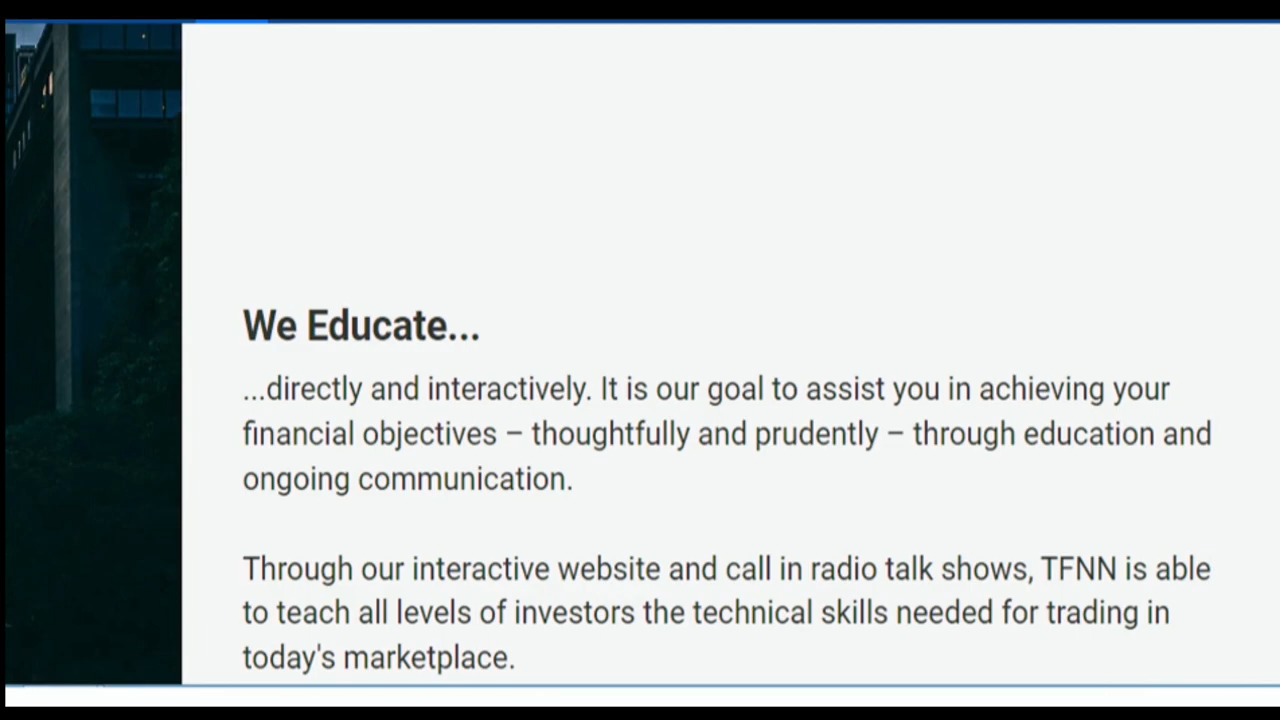 We Educate...
...directly and interactively. It is our goal to assist you in achieving your
financial objectives – thoughtfully and prudently – through education and
ongoing communication.
Through our interactive website and call in radio talk shows, TFNN is able
to teach all levels of investors the technical skills needed for trading in
today's marketplace.